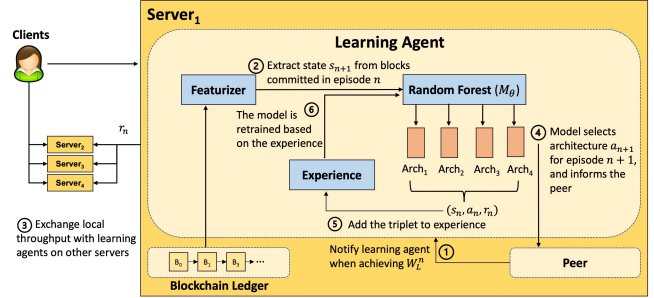 Server1
Clients
Learning Agent
② Extract state s_{n+1} from blocks
committed in episode n
Featurizer
Random Forest (M_θ)
⑥
The model is
retrained based
on the experience
r_n
Server2
Server3
Server4
Arch1 Arch2 Arch3 Arch4
④ Model selects
architecture a_{n+1}
for episode n + 1,
and informs the
peer
Experience
(s_n, a_n, r_n)
⑤ Add the triplet to experience
③ Exchange local
throughput with learning
agents on other servers
Notify learning agent ①
when achieving W_L^n
B0 B1 B3 ···
Blockchain Ledger
Peer